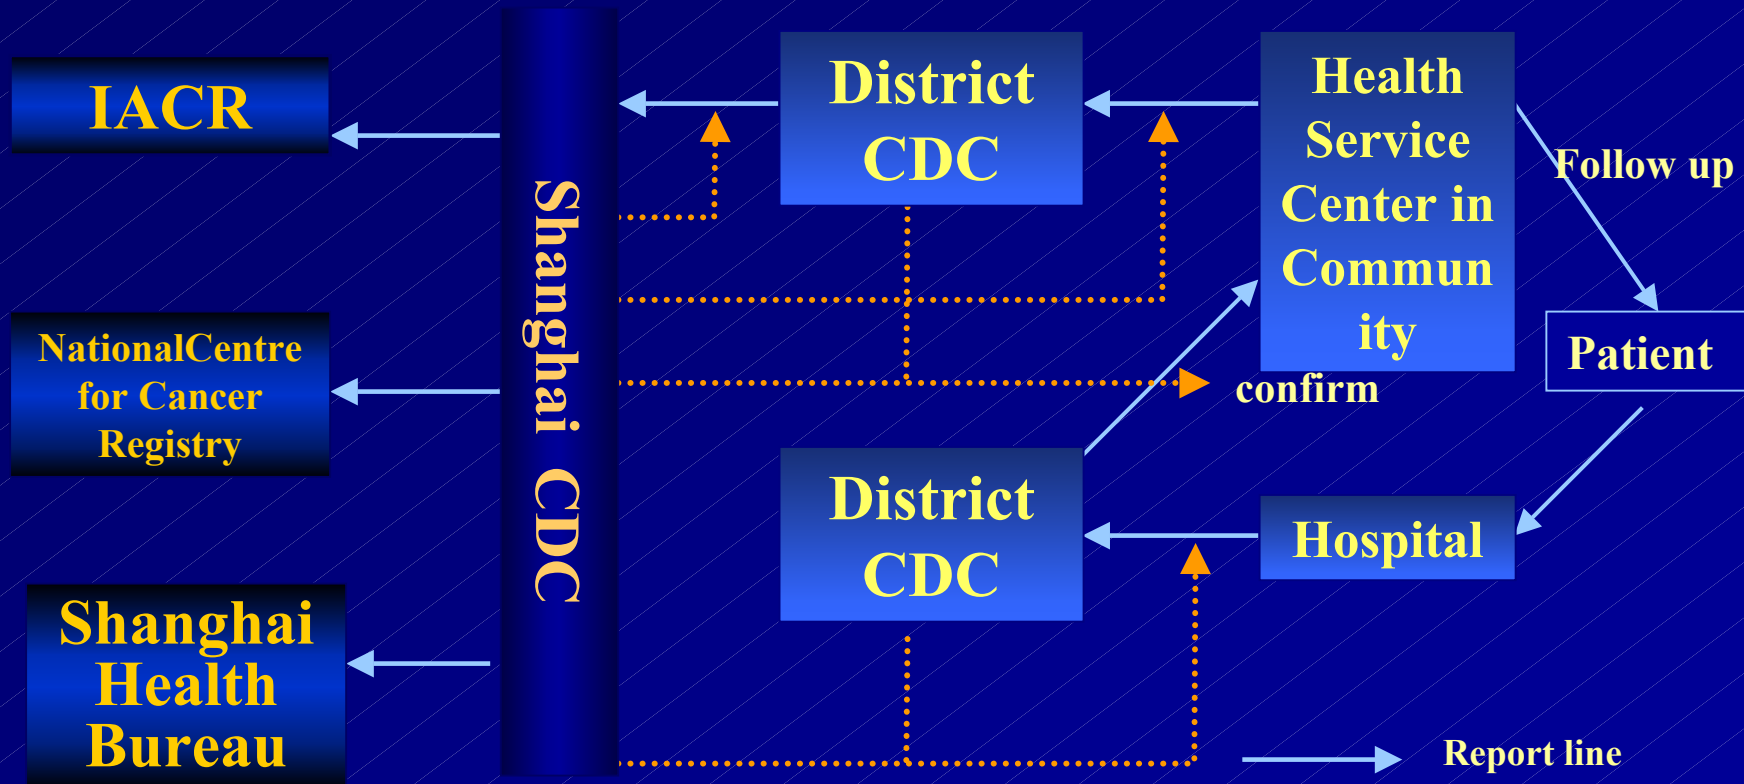 IACR
NationalCentre
for Cancer
Registry
Shanghai
Health
Bureau
Shanghai CDC
District
CDC
District
CDC
Health
Service
Center in
Commun
ity
confirm
Hospital
Follow up
Patient
Report line